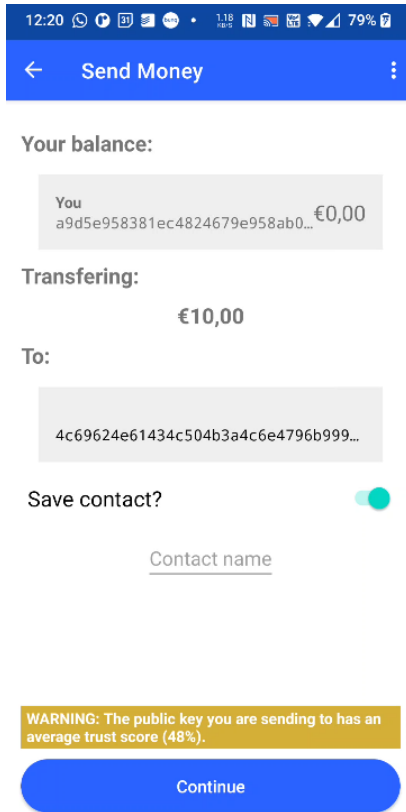 12:20 31 bunq • 1.18 KB/S 79%
Send Money
Your balance:
You
a9d5e958381ec4824679e958ab0… €0,00
Transfering:
€10,00
To:
4c69624e61434c504b3a4c6e4796b999…
Save contact?
Contact name
WARNING: The public key you are sending to has an
average trust score (48%).
Continue